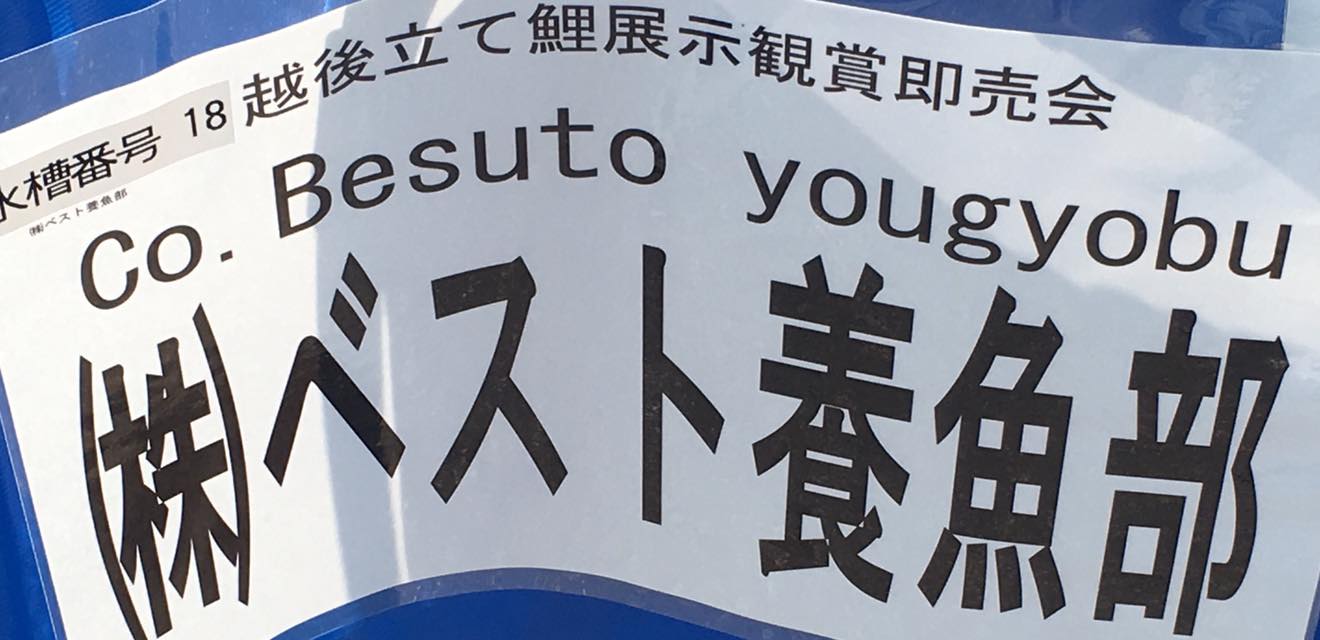 越後立て鯉展示観賞即売会
水槽番号 18
㈱ベスト養魚部
Co. Besuto yougyobu
㈱ベスト養魚部